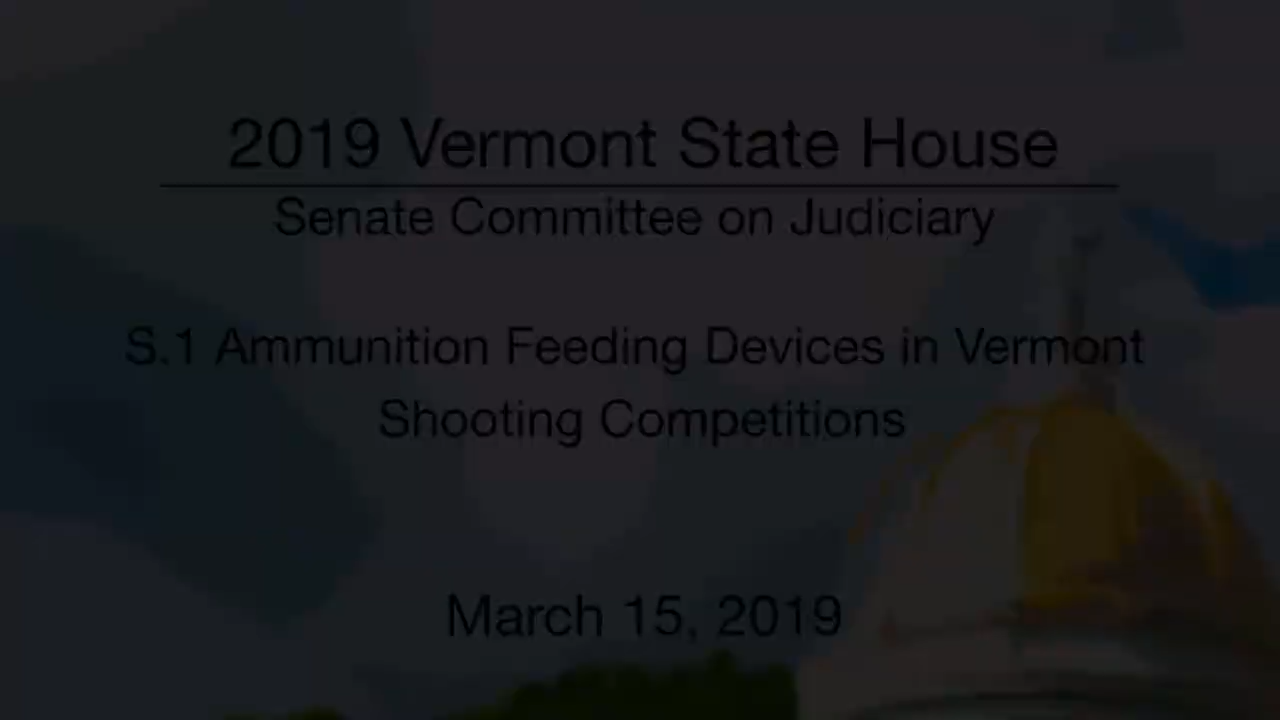 2019 Vermont State House
Senate Committee on Judiciary
S.1 Ammunition Feeding Devices in Vermont
Shooting Competitions
March 15, 2019